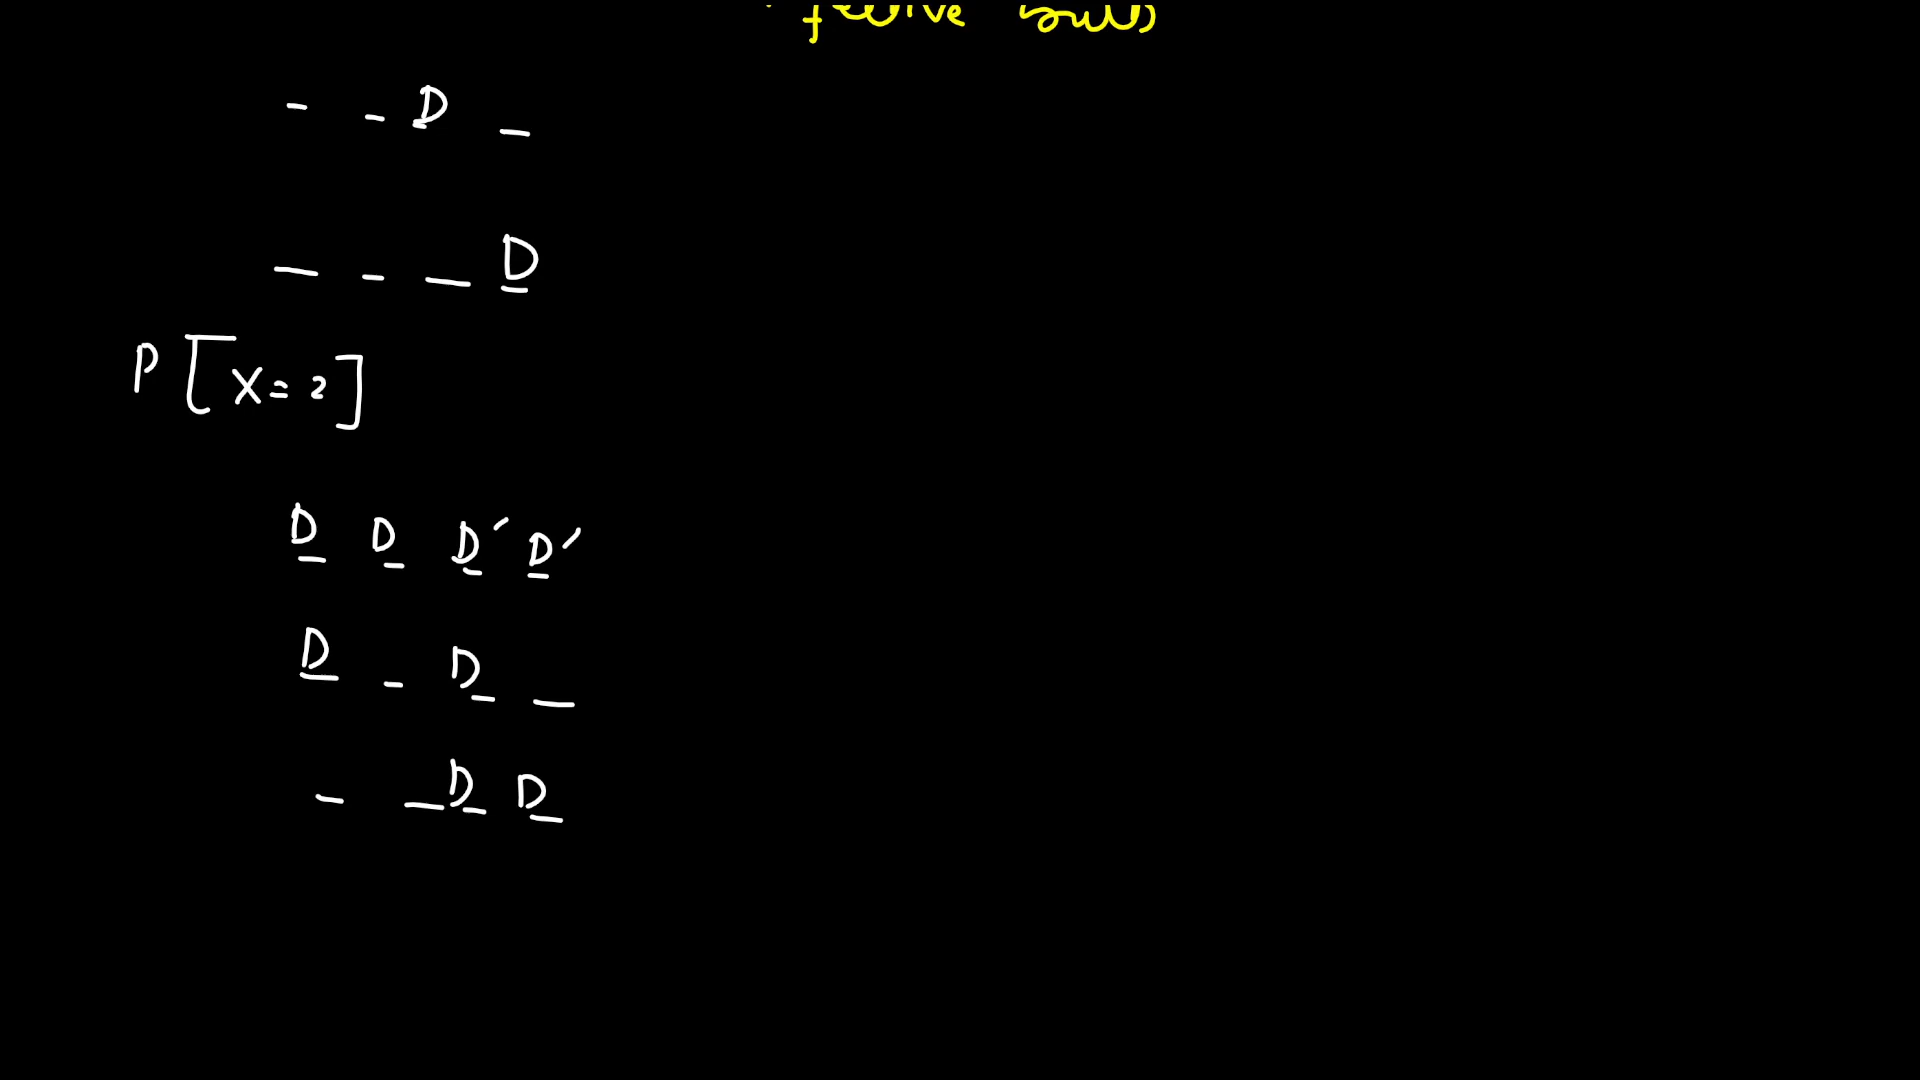 _ _ D _
_ _ _ D
P [X = 2]
D D D' D'
D _ D _
_ _ D D